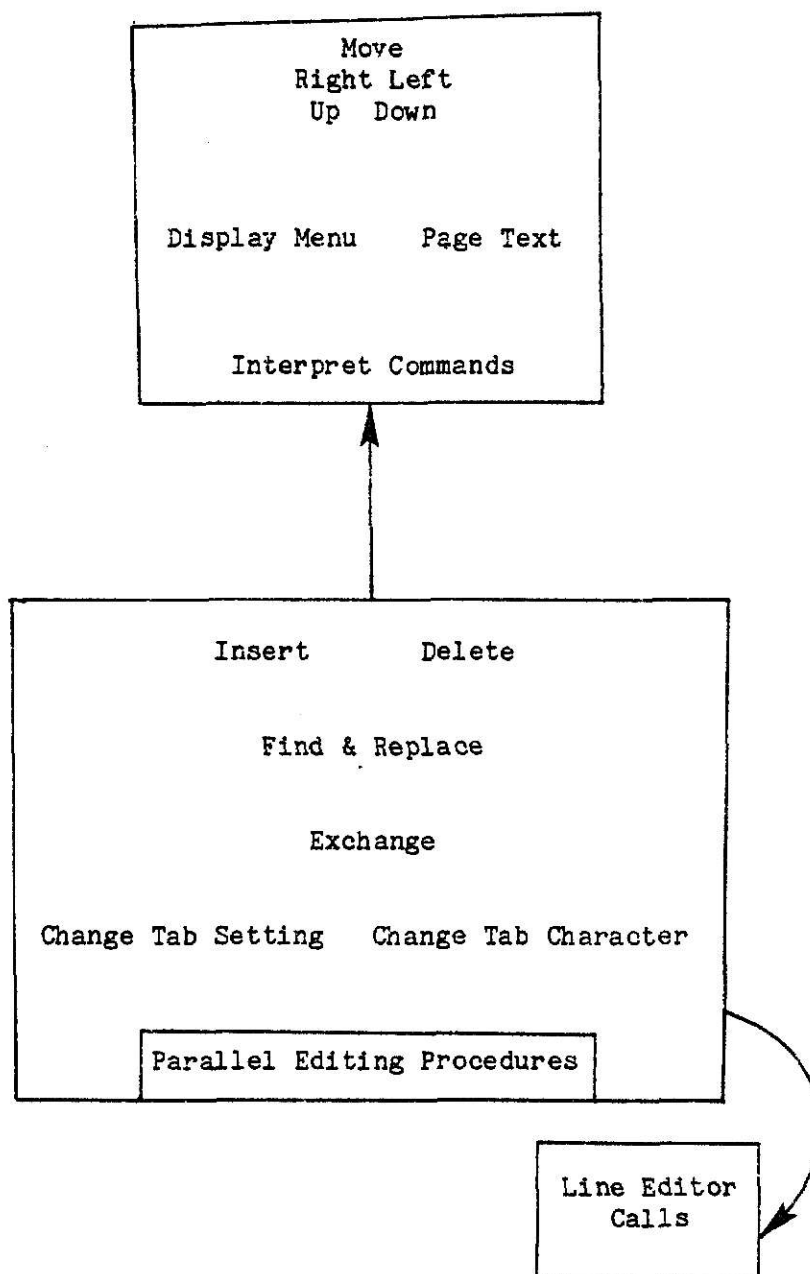 Move
Right Left
Up Down
Display Menu Page Text
Interpret Commands
Insert Delete
Find & Replace
Exchange
Change Tab Setting Change Tab Character
Parallel Editing Procedures
Line Editor
Calls